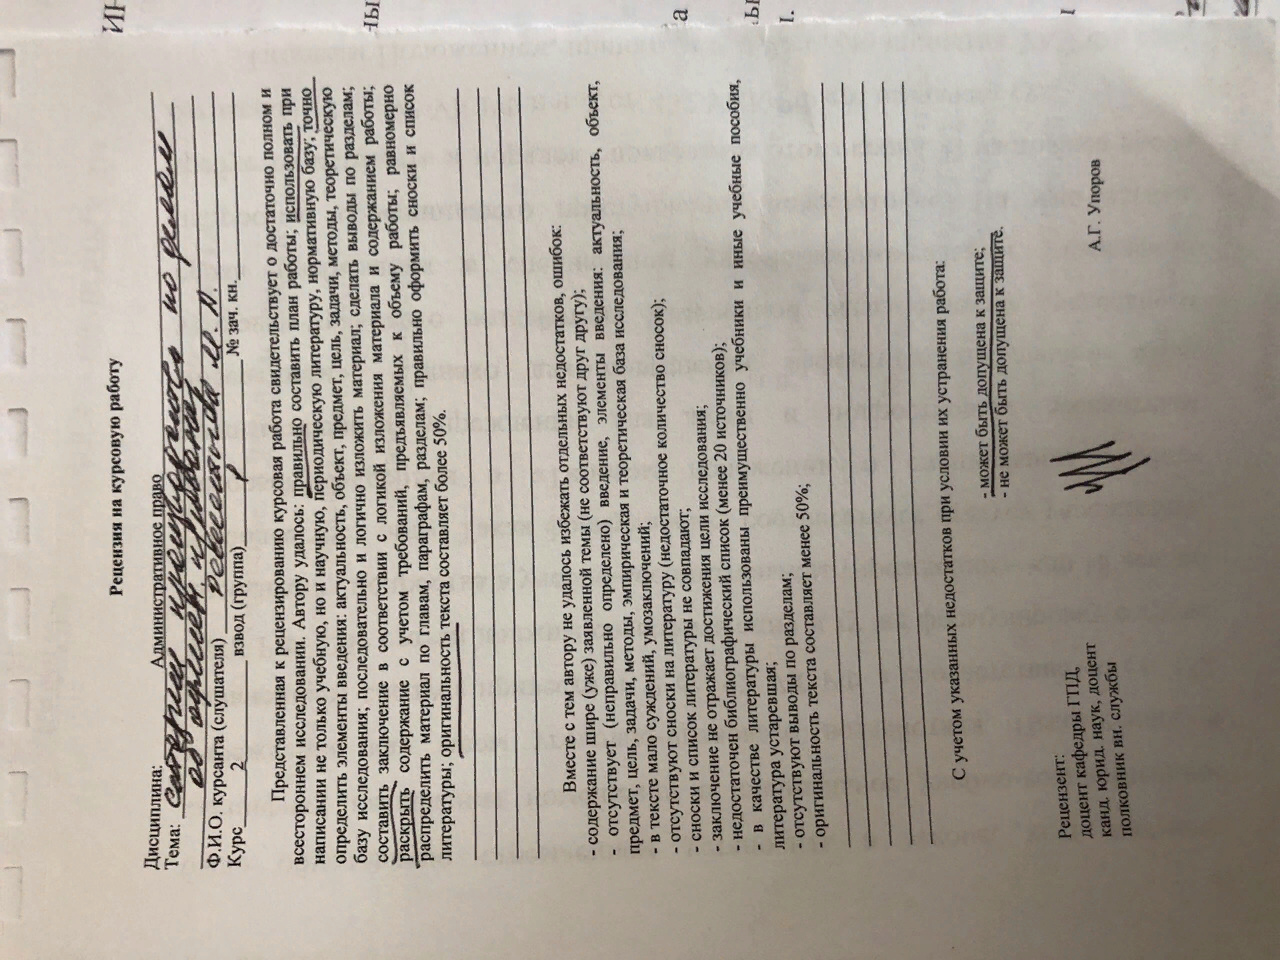 Рецензия на курсовую работу
Дисциплина: Административное право
Тема: по делам
об админ.
Ф.И.О. курсанта (слушателя) М. А.
Курс 2 взвод (группа) № зач. кн.
Представленная к рецензированию курсовая работа свидетельствует о достаточно полном и
всестороннем исследовании. Автору удалось: правильно составить план работы; использовать при
написании не только учебную, но и научную, периодическую литературу, нормативную базу; точно
определить элементы введения: актуальность, объект, предмет, цель, задачи, методы, теоретическую
базу исследования; последовательно и логично изложить материал; сделать выводы по разделам;
составить заключение в соответствии с логикой изложения материала и содержанием работы;
раскрыть содержание с учетом требований, предъявляемых к объему работы; равномерно
распределить материал по главам, параграфам, разделам; правильно оформить сноски и список
литературы; оригинальность текста составляет более 50%.
Вместе с тем автору не удалось избежать отдельных недостатков, ошибок:
- содержание шире (уже) заявленной темы (не соответствуют друг другу);
- отсутствует (неправильно определено) введение, элементы введения: актуальность, объект,
предмет, цель, задачи, методы, эмпирическая и теоретическая база исследования;
- в тексте мало суждений, умозаключений;
- отсутствуют сноски на литературу (недостаточное количество сносок);
- сноски и список литературы не совпадают;
- заключение не отражает достижения цели исследования;
- недостаточен библиографический список (менее 20 источников);
- в качестве литературы использованы преимущественно учебники и иные учебные пособия,
литература устаревшая;
- отсутствуют выводы по разделам;
- оригинальность текста составляет менее 50%;
С учетом указанных недостатков при условии их устранения работа:
- может быть допущена к защите;
- не может быть допущена к защите.
Рецензент:
доцент кафедры ГПД,
канд. юрид. наук, доцент
полковник вн. службы А.Г. Упоров